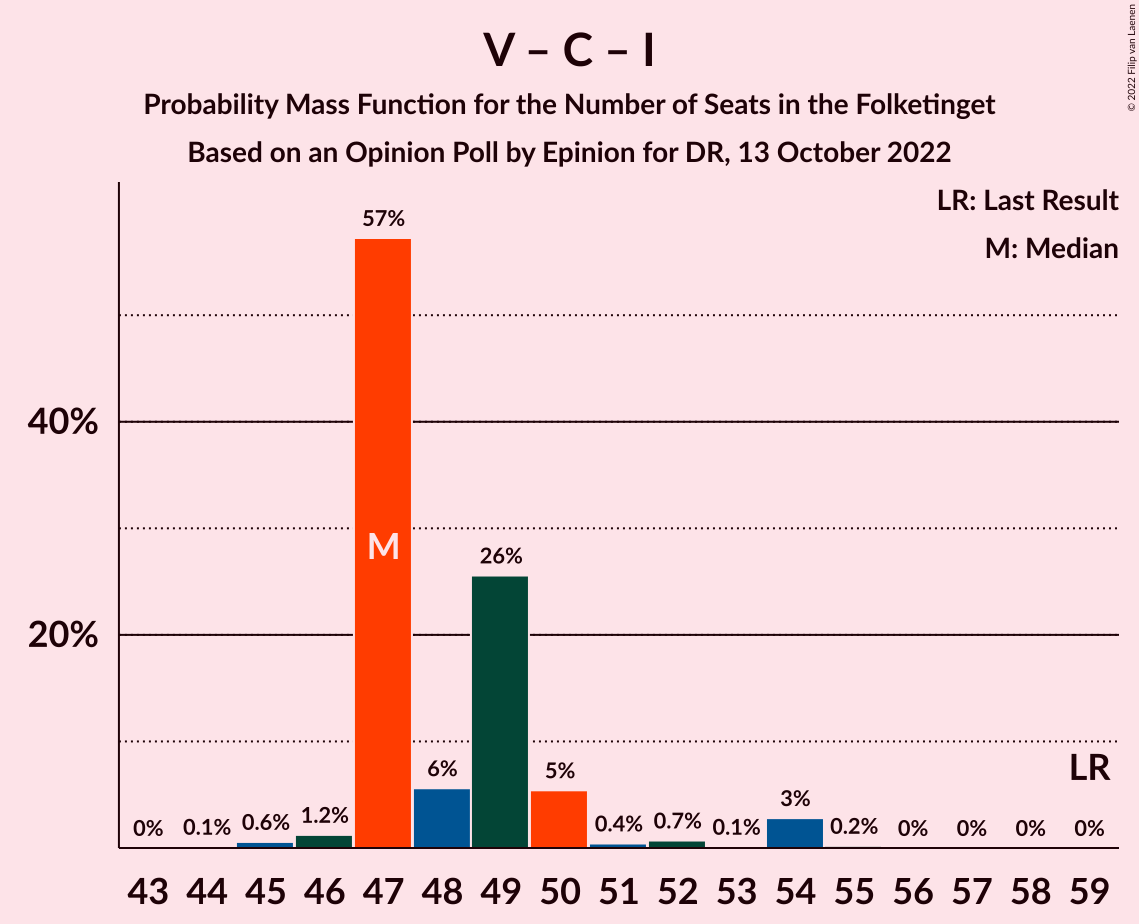 V – C – I
Probability Mass Function for the Number of Seats in the Folketinget
Based on an Opinion Poll by Epinion for DR, 13 October 2022
© 2022 Filip van Laenen
LR: Last Result
M: Median
57%
40%
M
26%
20%
LR
0% 0.1% 0.6% 1.2% 6% 5% 0.4% 0.7% 0.1% 3% 0.2% 0% 0% 0% 0%
43 44 45 46 47 48 49 50 51 52 53 54 55 56 57 58 59